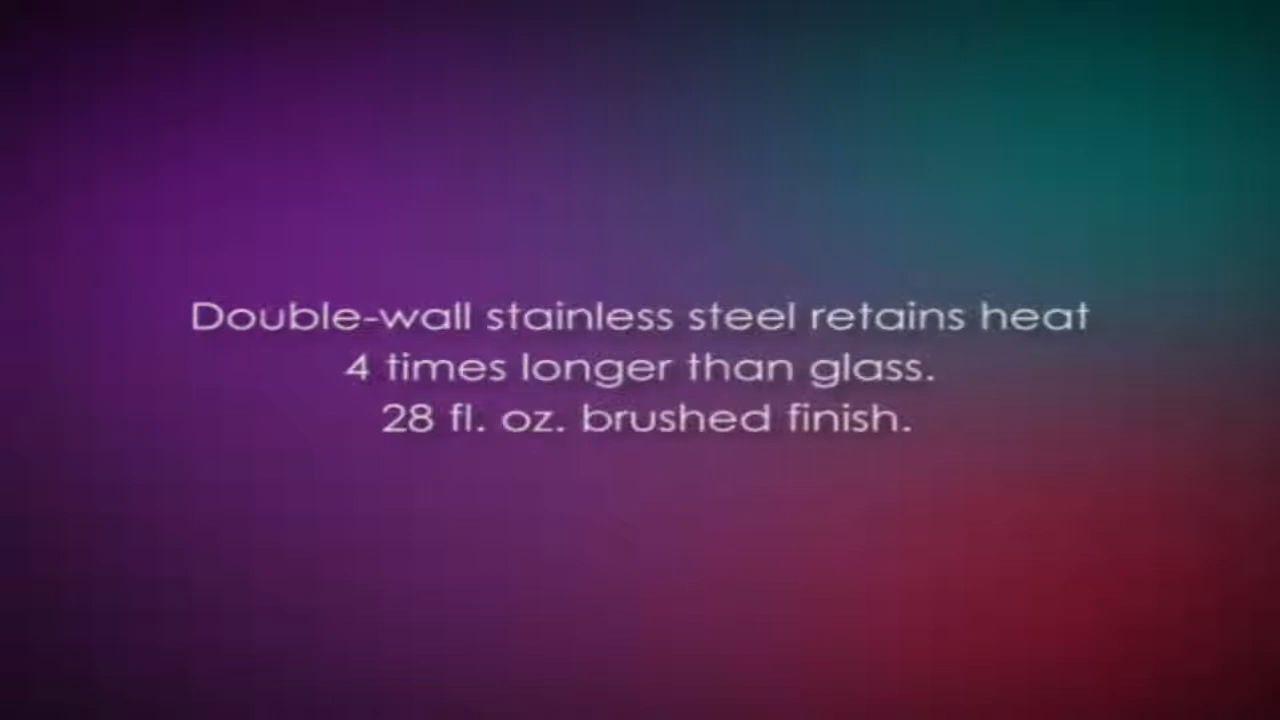 Double-wall stainless steel retains heat
4 times longer than glass.
28 fl. oz. brushed finish.